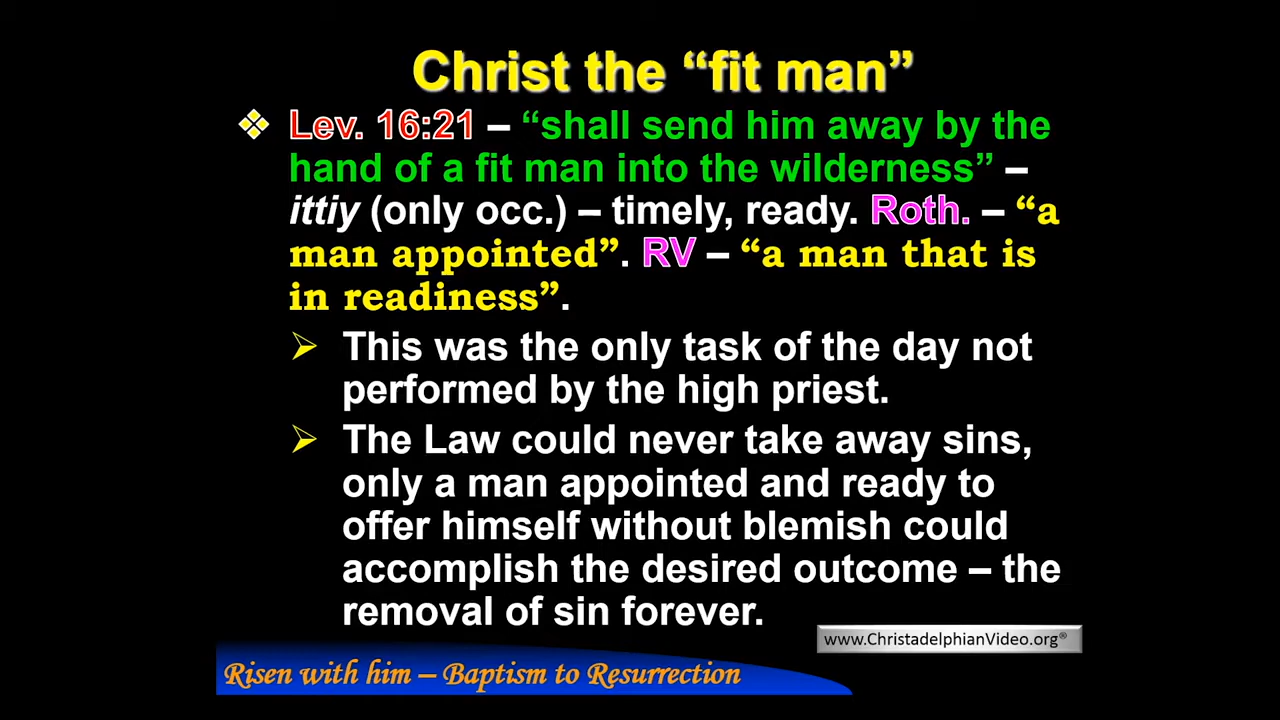 Christ the “fit man”
Lev. 16:21 – “shall send him away by the
hand of a fit man into the wilderness” –
ittiy (only occ.) – timely, ready. Roth. – “a
man appointed”. RV – “a man that is
in readiness”.
This was the only task of the day not
performed by the high priest.
The Law could never take away sins,
only a man appointed and ready to
offer himself without blemish could
accomplish the desired outcome – the
removal of sin forever.
www.ChristadelphianVideo.org®
Risen with him – Baptism to Resurrection